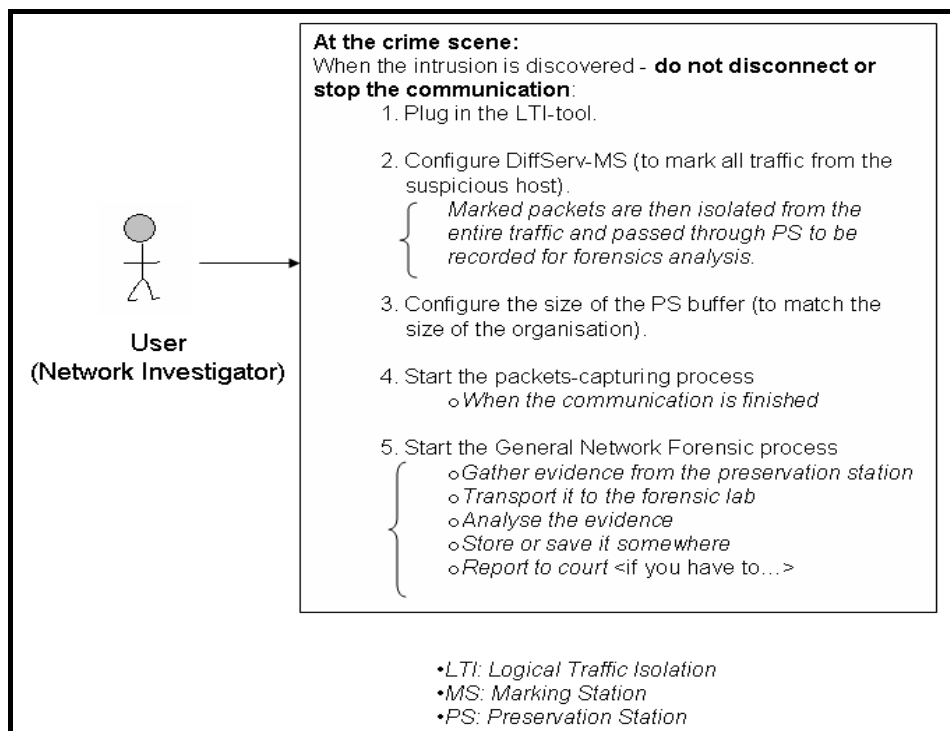 At the crime scene:
When the intrusion is discovered - do not disconnect or
stop the communication:
1. Plug in the LTI-tool.
2. Configure DiffServ-MS (to mark all traffic from the
suspicious host).
Marked packets are then isolated from the
entire traffic and passed through PS to be
recorded for forensics analysis.
3. Configure the size of the PS buffer (to match the
size of the organisation).
4. Start the packets-capturing process
o When the communication is finished
5. Start the General Network Forensic process
o Gather evidence from the preservation station
o Transport it to the forensic lab
o Analyse the evidence
o Store or save it somewhere
o Report to court <if you have to...>
User
(Network Investigator)
•LTI: Logical Traffic Isolation
•MS: Marking Station
•PS: Preservation Station